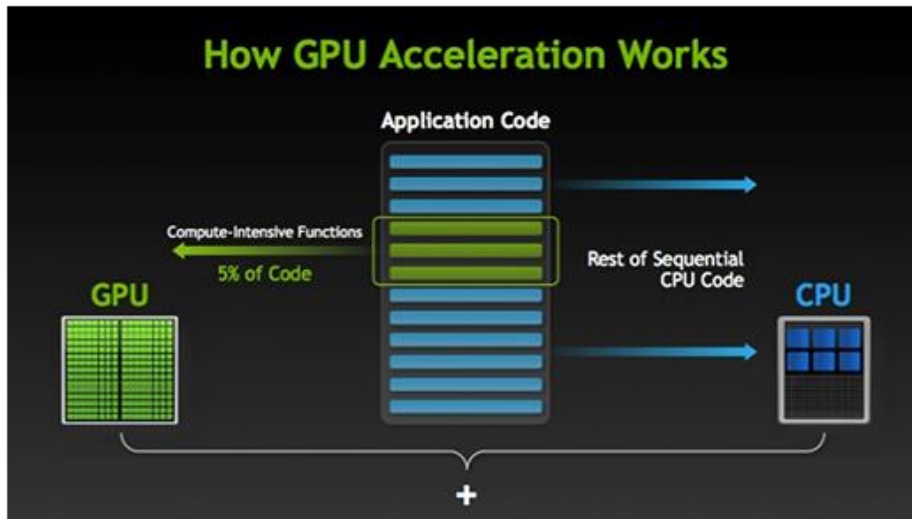 How GPU Acceleration Works
Application Code
Compute-Intensive Functions
5% of Code
Rest of Sequential
CPU Code
GPU
CPU
+